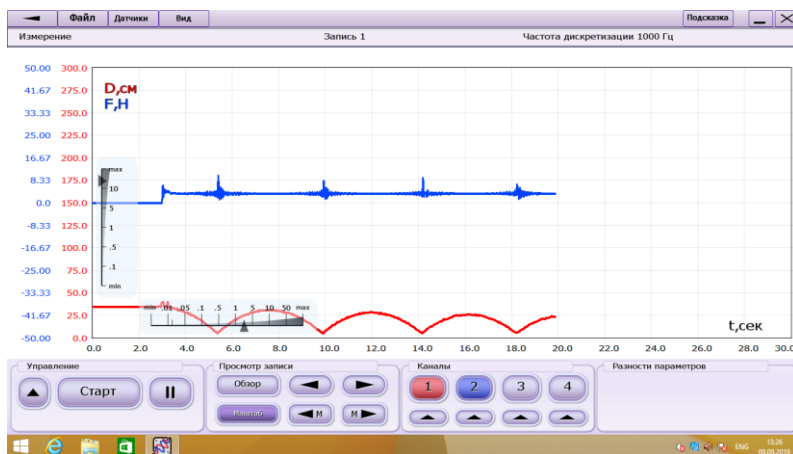 Файл Датчики Вид Подсказка
Измерение Запись 1 Частота дискретизации 1000 Гц
50.00 300.0
D,см
41.67 275.0
F,Н
33.33 250.0
25.00 225.0
16.67 200.0
max
8.33 175.0
10
0.0 150.0
5
-8.33 125.0
1
-16.67 100.0
.5
-25.00 75.0
.1
min
-33.33 50.0
min .01 .05 .1 .5 1 5 10 50 max
-41.67 25.0
t,сек
-50.00 0.0
0.0 2.0 4.0 6.0 8.0 10.0 12.0 14.0 16.0 18.0 20.0 22.0 24.0 26.0 28.0 30.0
Управление Просмотр записи Каналы Разности параметров
Старт Обзор 1 2 3 4
Масштаб М М
ENG 13:26
09.09.2019